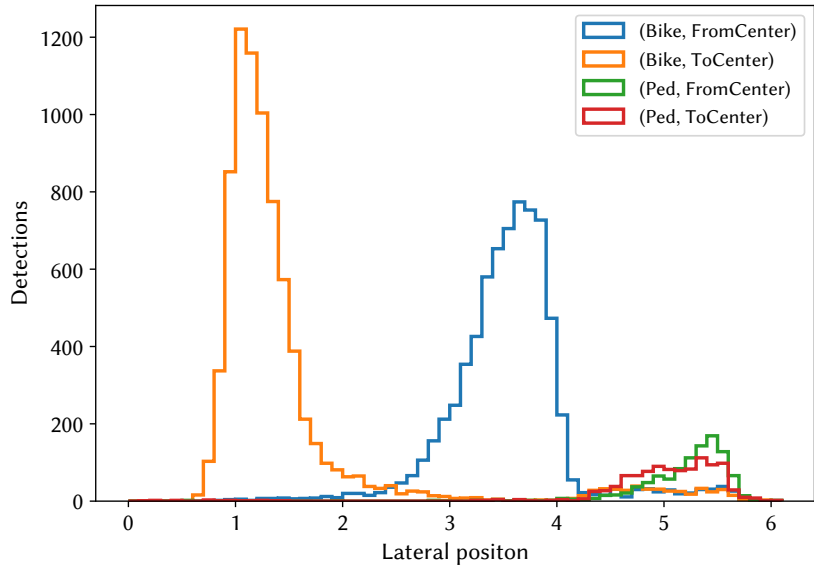 1200
1000
800
600
400
200
0
Detections
0 1 2 3 4 5 6
Lateral positon
(Bike, FromCenter)
(Bike, ToCenter)
(Ped, FromCenter)
(Ped, ToCenter)